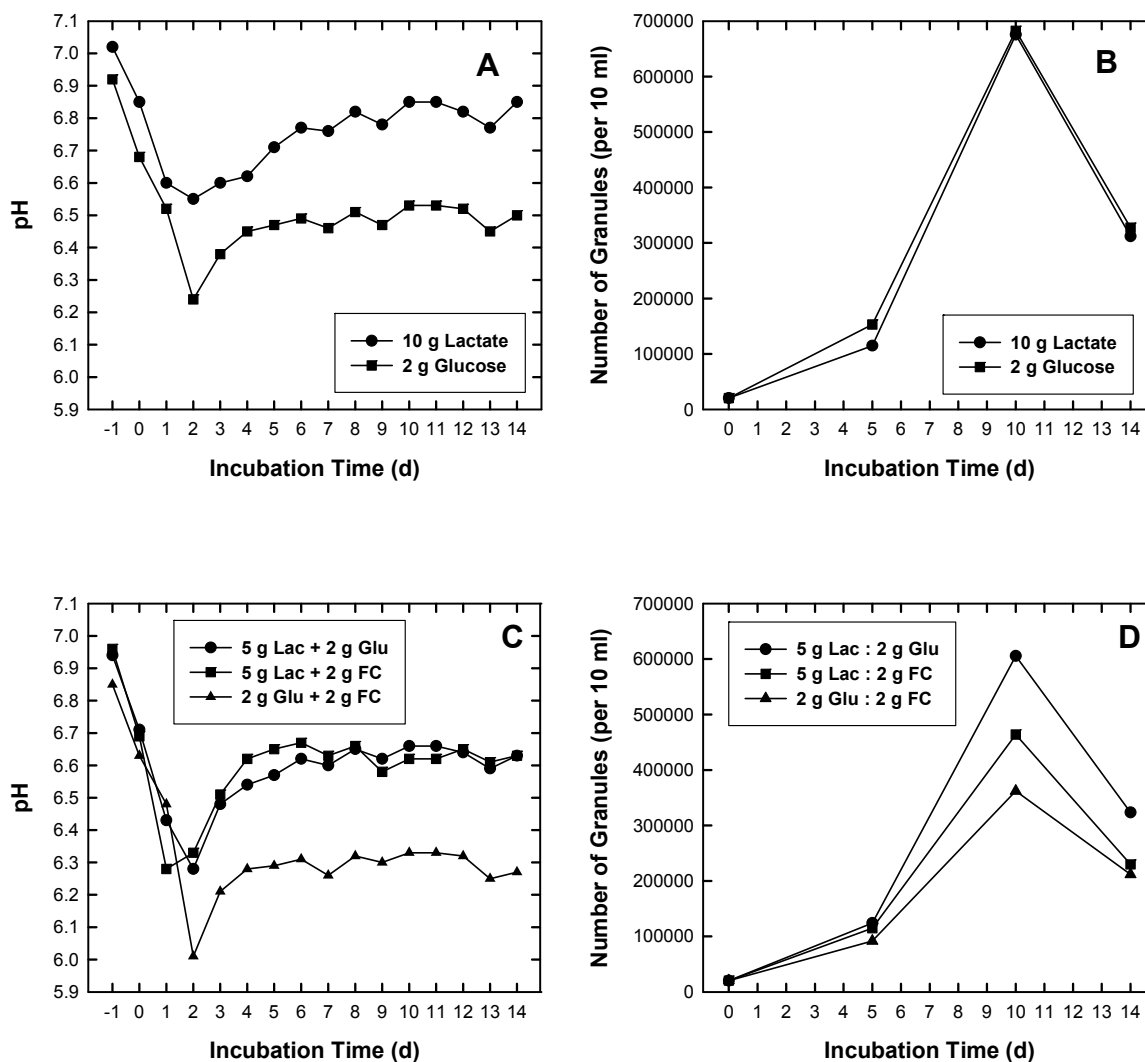 7.1
7.0
6.9
6.8
6.7
6.6
6.5
6.4
6.3
6.2
6.1
6.0
5.9
pH
A
10 g Lactate
2 g Glucose
-1 0 1 2 3 4 5 6 7 8 9 10 11 12 13 14
Incubation Time (d)
700000
600000
500000
400000
300000
200000
100000
0
Number of Granules (per 10 ml)
B
10 g Lactate
2 g Glucose
0 1 2 3 4 5 6 7 8 9 10 11 12 13 14
Incubation Time (d)
7.1
7.0
6.9
6.8
6.7
6.6
6.5
6.4
6.3
6.2
6.1
6.0
5.9
pH
C
5 g Lac + 2 g Glu
5 g Lac + 2 g FC
2 g Glu + 2 g FC
-1 0 1 2 3 4 5 6 7 8 9 10 11 12 13 14
Incubation Time (d)
700000
600000
500000
400000
300000
200000
100000
0
Number of Granules (per 10 ml)
D
5 g Lac : 2 g Glu
5 g Lac : 2 g FC
2 g Glu : 2 g FC
0 1 2 3 4 5 6 7 8 9 10 11 12 13 14
Incubation Time (d)